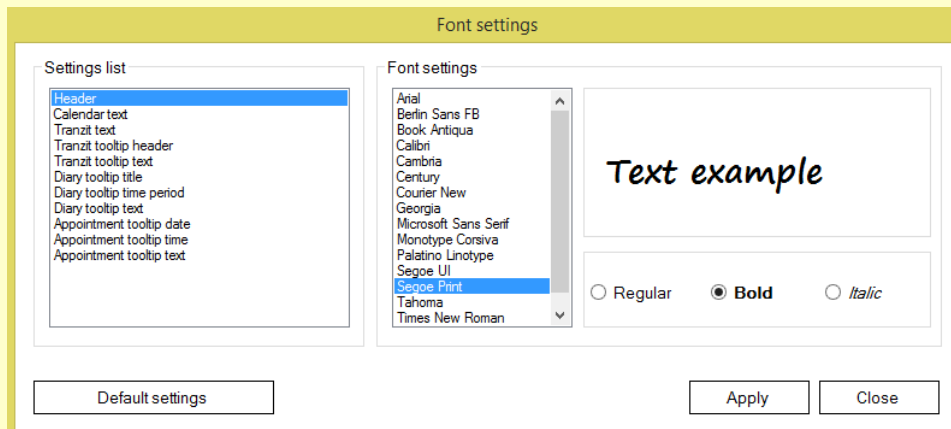 Font settings
Settings list
Header
Calendar text
Tranzit text
Tranzit tooltip header
Tranzit tooltip text
Diary tooltip title
Diary tooltip time period
Diary tooltip text
Appointment tooltip date
Appointment tooltip time
Appointment tooltip text
Font settings
Arial
Berlin Sans FB
Book Antiqua
Calibri
Cambria
Century
Courier New
Georgia
Microsoft Sans Serif
Monotype Corsiva
Palatino Linotype
Segoe UI
Segoe Print
Tahoma
Times New Roman
Text example
Regular Bold Italic
Default settings Apply Close